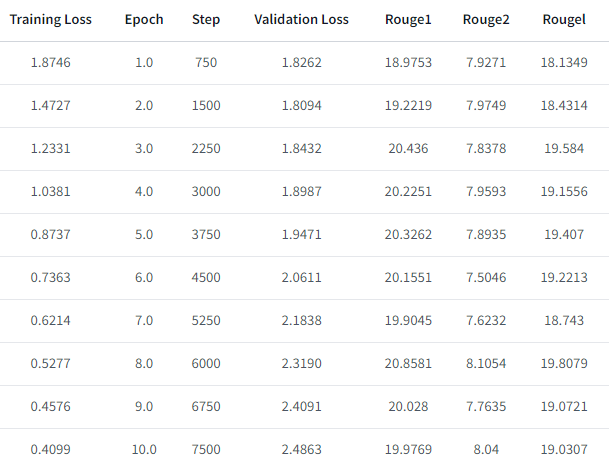 Training Loss Epoch Step Validation Loss Rouge1 Rouge2 Rougel
1.8746 1.0 750 1.8262 18.9753 7.9271 18.1349
1.4727 2.0 1500 1.8094 19.2219 7.9749 18.4314
1.2331 3.0 2250 1.8432 20.436 7.8378 19.584
1.0381 4.0 3000 1.8987 20.2251 7.9593 19.1556
0.8737 5.0 3750 1.9471 20.3262 7.8935 19.407
0.7363 6.0 4500 2.0611 20.1551 7.5046 19.2213
0.6214 7.0 5250 2.1838 19.9045 7.6232 18.743
0.5277 8.0 6000 2.3190 20.8581 8.1054 19.8079
0.4576 9.0 6750 2.4091 20.028 7.7635 19.0721
0.4099 10.0 7500 2.4863 19.9769 8.04 19.0307